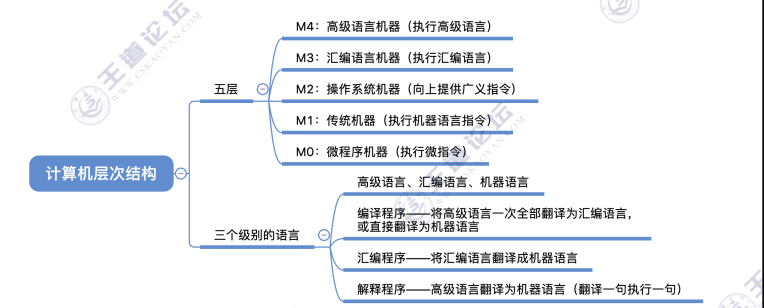 M4：高级语言机器（执行高级语言）
M3：汇编语言机器（执行汇编语言）
五层
M2：操作系统机器（向上提供广义指令）
M1：传统机器（执行机器语言指令）
M0：微程序机器（执行微指令）
计算机层次结构
高级语言、汇编语言、机器语言
编译程序——将高级语言一次全部翻译为汇编语言，
或直接翻译为机器语言
三个级别的语言
汇编程序——将汇编语言翻译成机器语言
解释程序——高级语言翻译为机器语言（翻译一句执行一句）
王道论坛
WWW.CSKAOYAN.COM
王道论坛
WWW.CSKAOYAN.COM